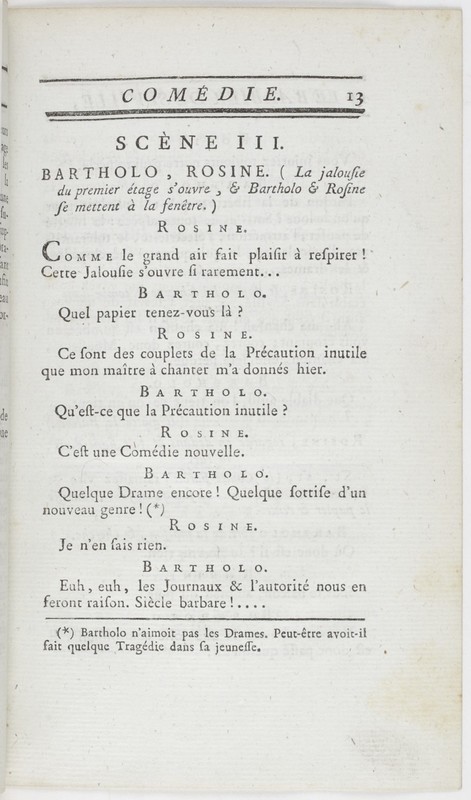 COMÉDIE. 13
SCÈNE III.
BARTHOLO, ROSINE. ( La jalouſie
du premier étage s'ouvre, & Bartholo & Roſine
ſe mettent à la fenêtre. )
ROSINE.
COMME le grand air fait plaiſir à reſpirer !
Cette Jalouſie s'ouvre ſi rarement...
BARTHOLO.
Quel papier tenez-vous là ?
ROSINE.
Ce ſont des couplets de la Précaution inutile
que mon maître à chanter m'a donnés hier.
BARTHOLO.
Qu'eſt-ce que la Précaution inutile ?
ROSINE.
C'eſt une Comédie nouvelle.
BARTHOLO.
Quelque Drame encore ! Quelque ſottiſe d'un
nouveau genre ! (*)
ROSINE.
Je n'en ſais rien.
BARTHOLO.
Euh, euh, les Journaux & l'autorité nous en
feront raiſon. Siècle barbare !....
(*) Bartholo n'aimoit pas les Drames. Peut-être avoit-il
fait quelque Tragédie dans ſa jeuneſſe.